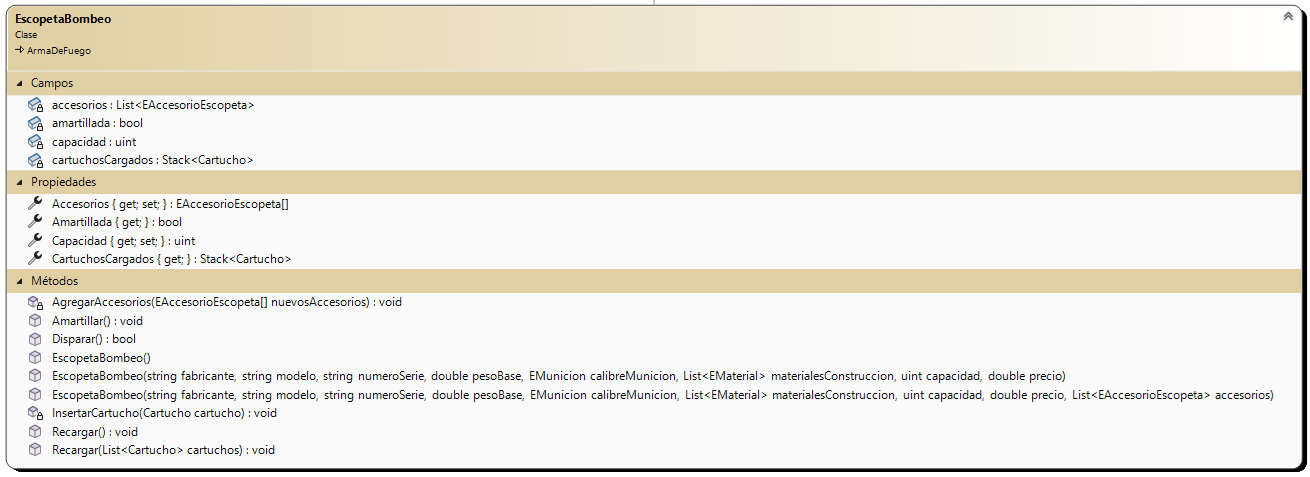 EscopetaBombeo
Clase
ArmaDeFuego
Campos
accesorios : List<EAccesorioEscopeta>
amartillada : bool
capacidad : uint
cartuchosCargados : Stack<Cartucho>
Propiedades
Accesorios { get; set; } : EAccesorioEscopeta[]
Amartillada { get; } : bool
Capacidad { get; set; } : uint
CartuchosCargados { get; } : Stack<Cartucho>
Métodos
AgregarAccesorios(EAccesorioEscopeta[] nuevosAccesorios) : void
Amartillar() : void
Disparar() : bool
EscopetaBombeo()
EscopetaBombeo(string fabricante, string modelo, string numeroSerie, double pesoBase, EMunicion calibreMunicion, List<EMaterial> materialesConstruccion, uint capacidad, double precio)
EscopetaBombeo(string fabricante, string modelo, string numeroSerie, double pesoBase, EMunicion calibreMunicion, List<EMaterial> materialesConstruccion, uint capacidad, double precio, List<EAccesorioEscopeta> accesorios)
InsertarCartucho(Cartucho cartucho) : void
Recargar() : void
Recargar(List<Cartucho> cartuchos) : void